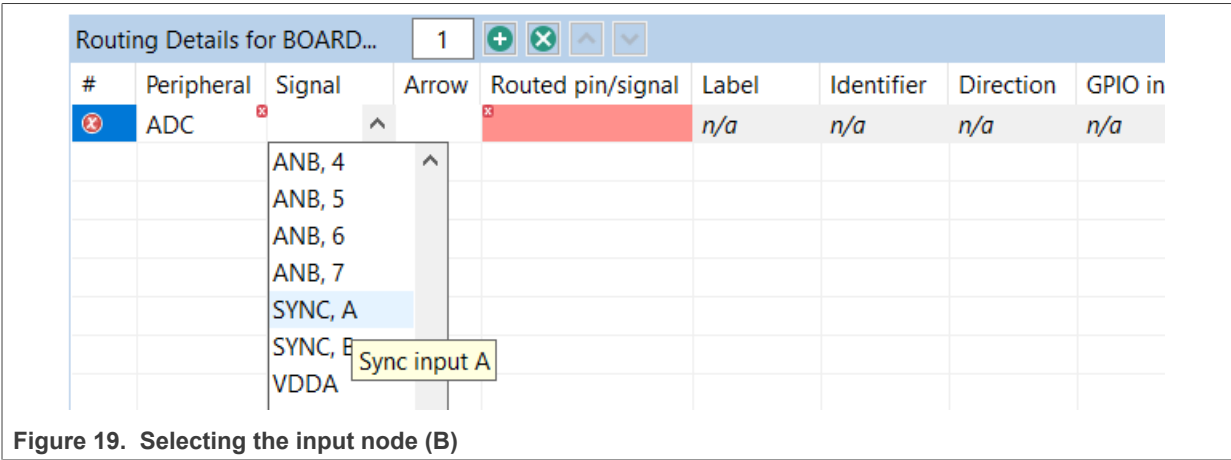 Routing Details for BOARD... 1
# Peripheral Signal Arrow Routed pin/signal Label Identifier Direction GPIO in
ADC n/a n/a n/a n/a
ANB, 4
ANB, 5
ANB, 6
ANB, 7
SYNC, A
SYNC,
Sync input A
VDDA
Figure 19. Selecting the input node (B)